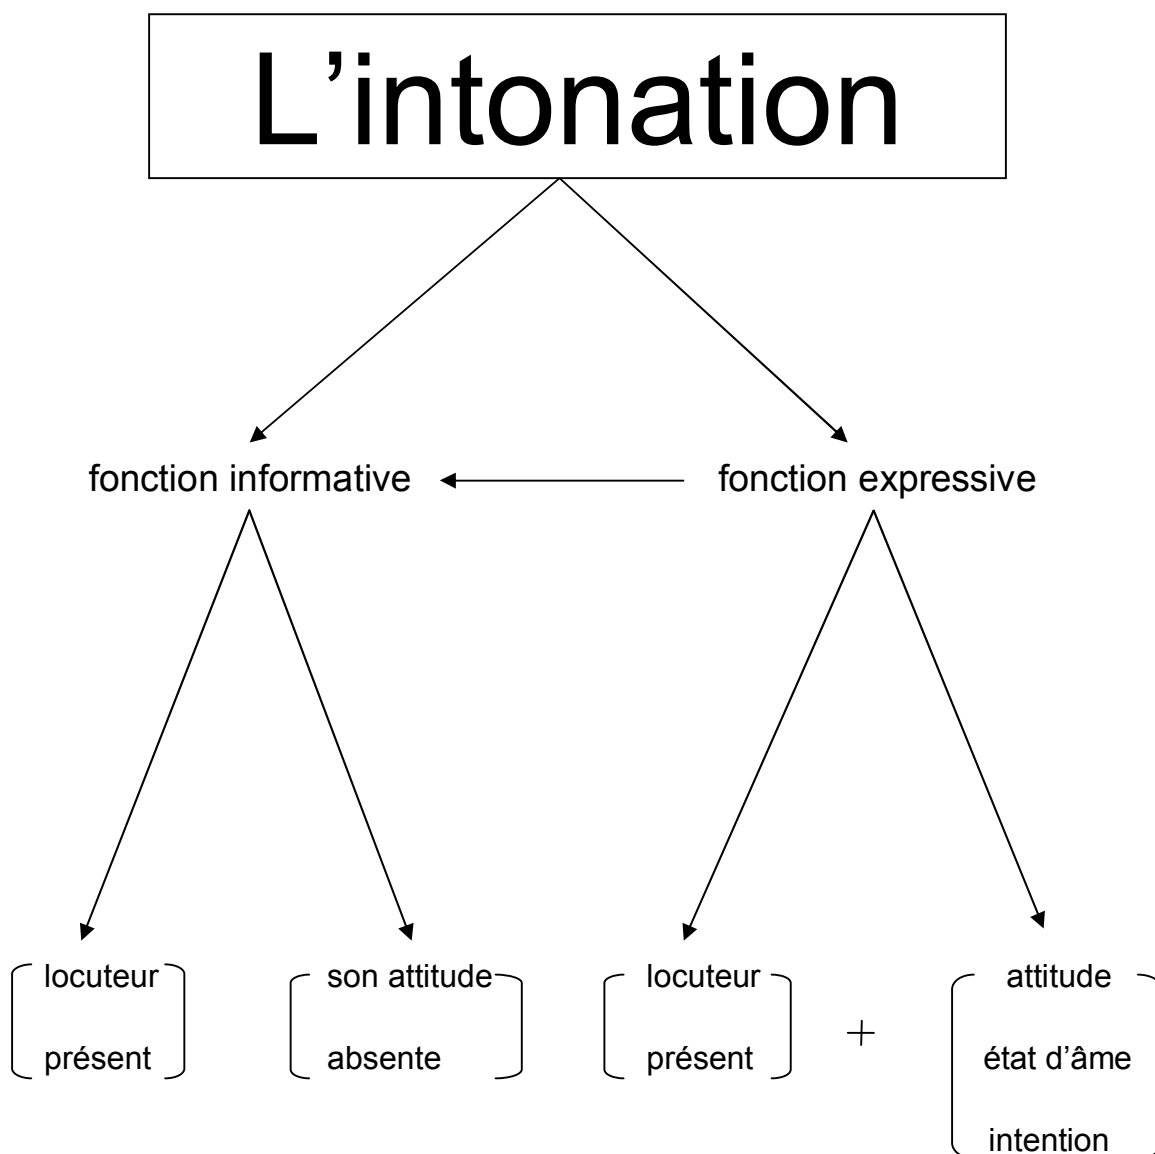 L’intonation
fonction informative
fonction expressive
locuteur
présent
son attitude
absente
locuteur
présent
+
attitude
état d’âme
intention